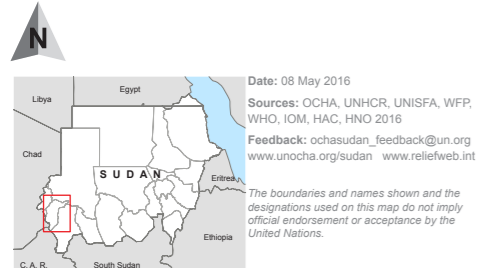 N
Egypt
Libya
Chad
S U D A N
Eritrea
Ethiopia
C. A. R.
South Sudan
Date: 08 May 2016
Sources: OCHA, UNHCR, UNISFA, WFP,
WHO, IOM, HAC, HNO 2016
Feedback: ochasudan_feedback@un.org
www.unocha.org/sudan www.reliefweb.int
The boundaries and names shown and the
designations used on this map do not imply
official endorsement or acceptance by the
United Nations.